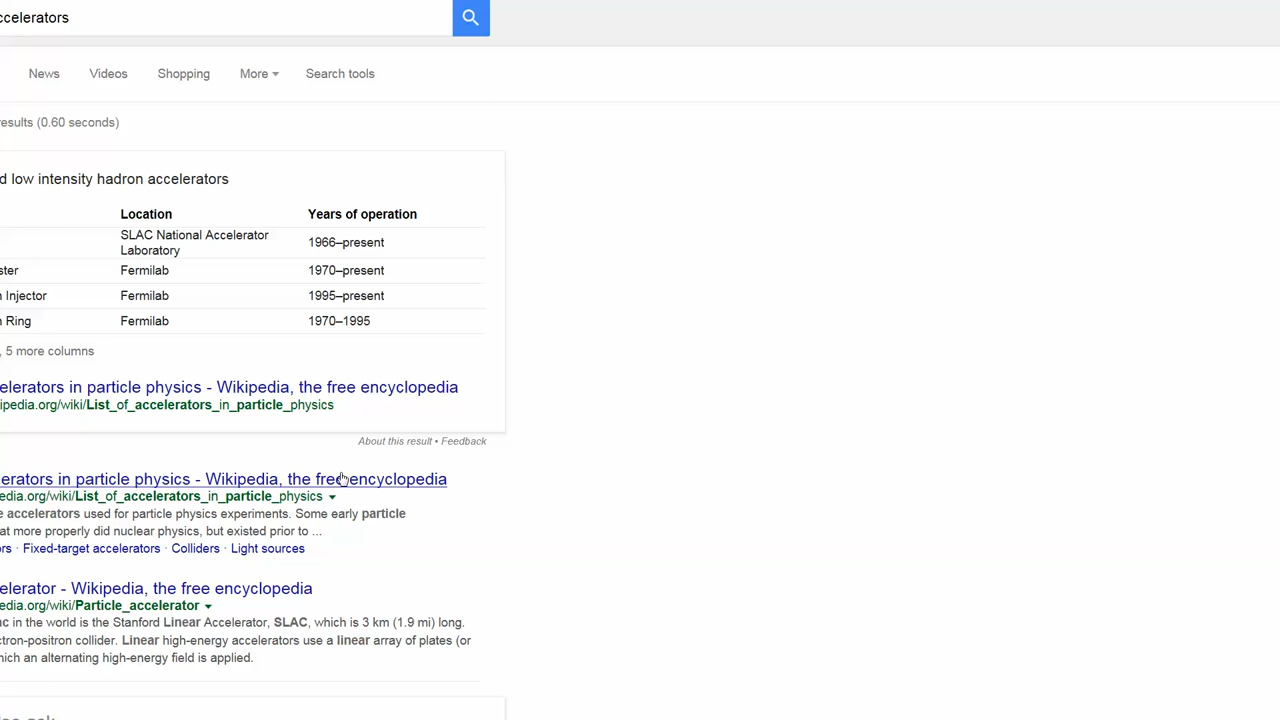 ccelerators
News Videos Shopping More Search tools
esults (0.60 seconds)
d low intensity hadron accelerators
Location Years of operation
SLAC National Accelerator
Laboratory 1966–present
ster Fermilab 1970–present
n Injector Fermilab 1995–present
n Ring Fermilab 1970–1995
, 5 more columns
elerators in particle physics - Wikipedia, the free encyclopedia
ipedia.org/wiki/List_of_accelerators_in_particle_physics
About this result • Feedback
erators in particle physics - Wikipedia, the free encyclopedia
edia.org/wiki/List_of_accelerators_in_particle_physics
e accelerators used for particle physics experiments. Some early particle
at more properly did nuclear physics, but existed prior to ...
ors · Fixed-target accelerators · Colliders · Light sources
elerator - Wikipedia, the free encyclopedia
edia.org/wiki/Particle_accelerator
ac in the world is the Stanford Linear Accelerator, SLAC, which is 3 km (1.9 mi) long.
ctron-positron collider. Linear high-energy accelerators use a linear array of plates (or
hich an alternating high-energy field is applied.